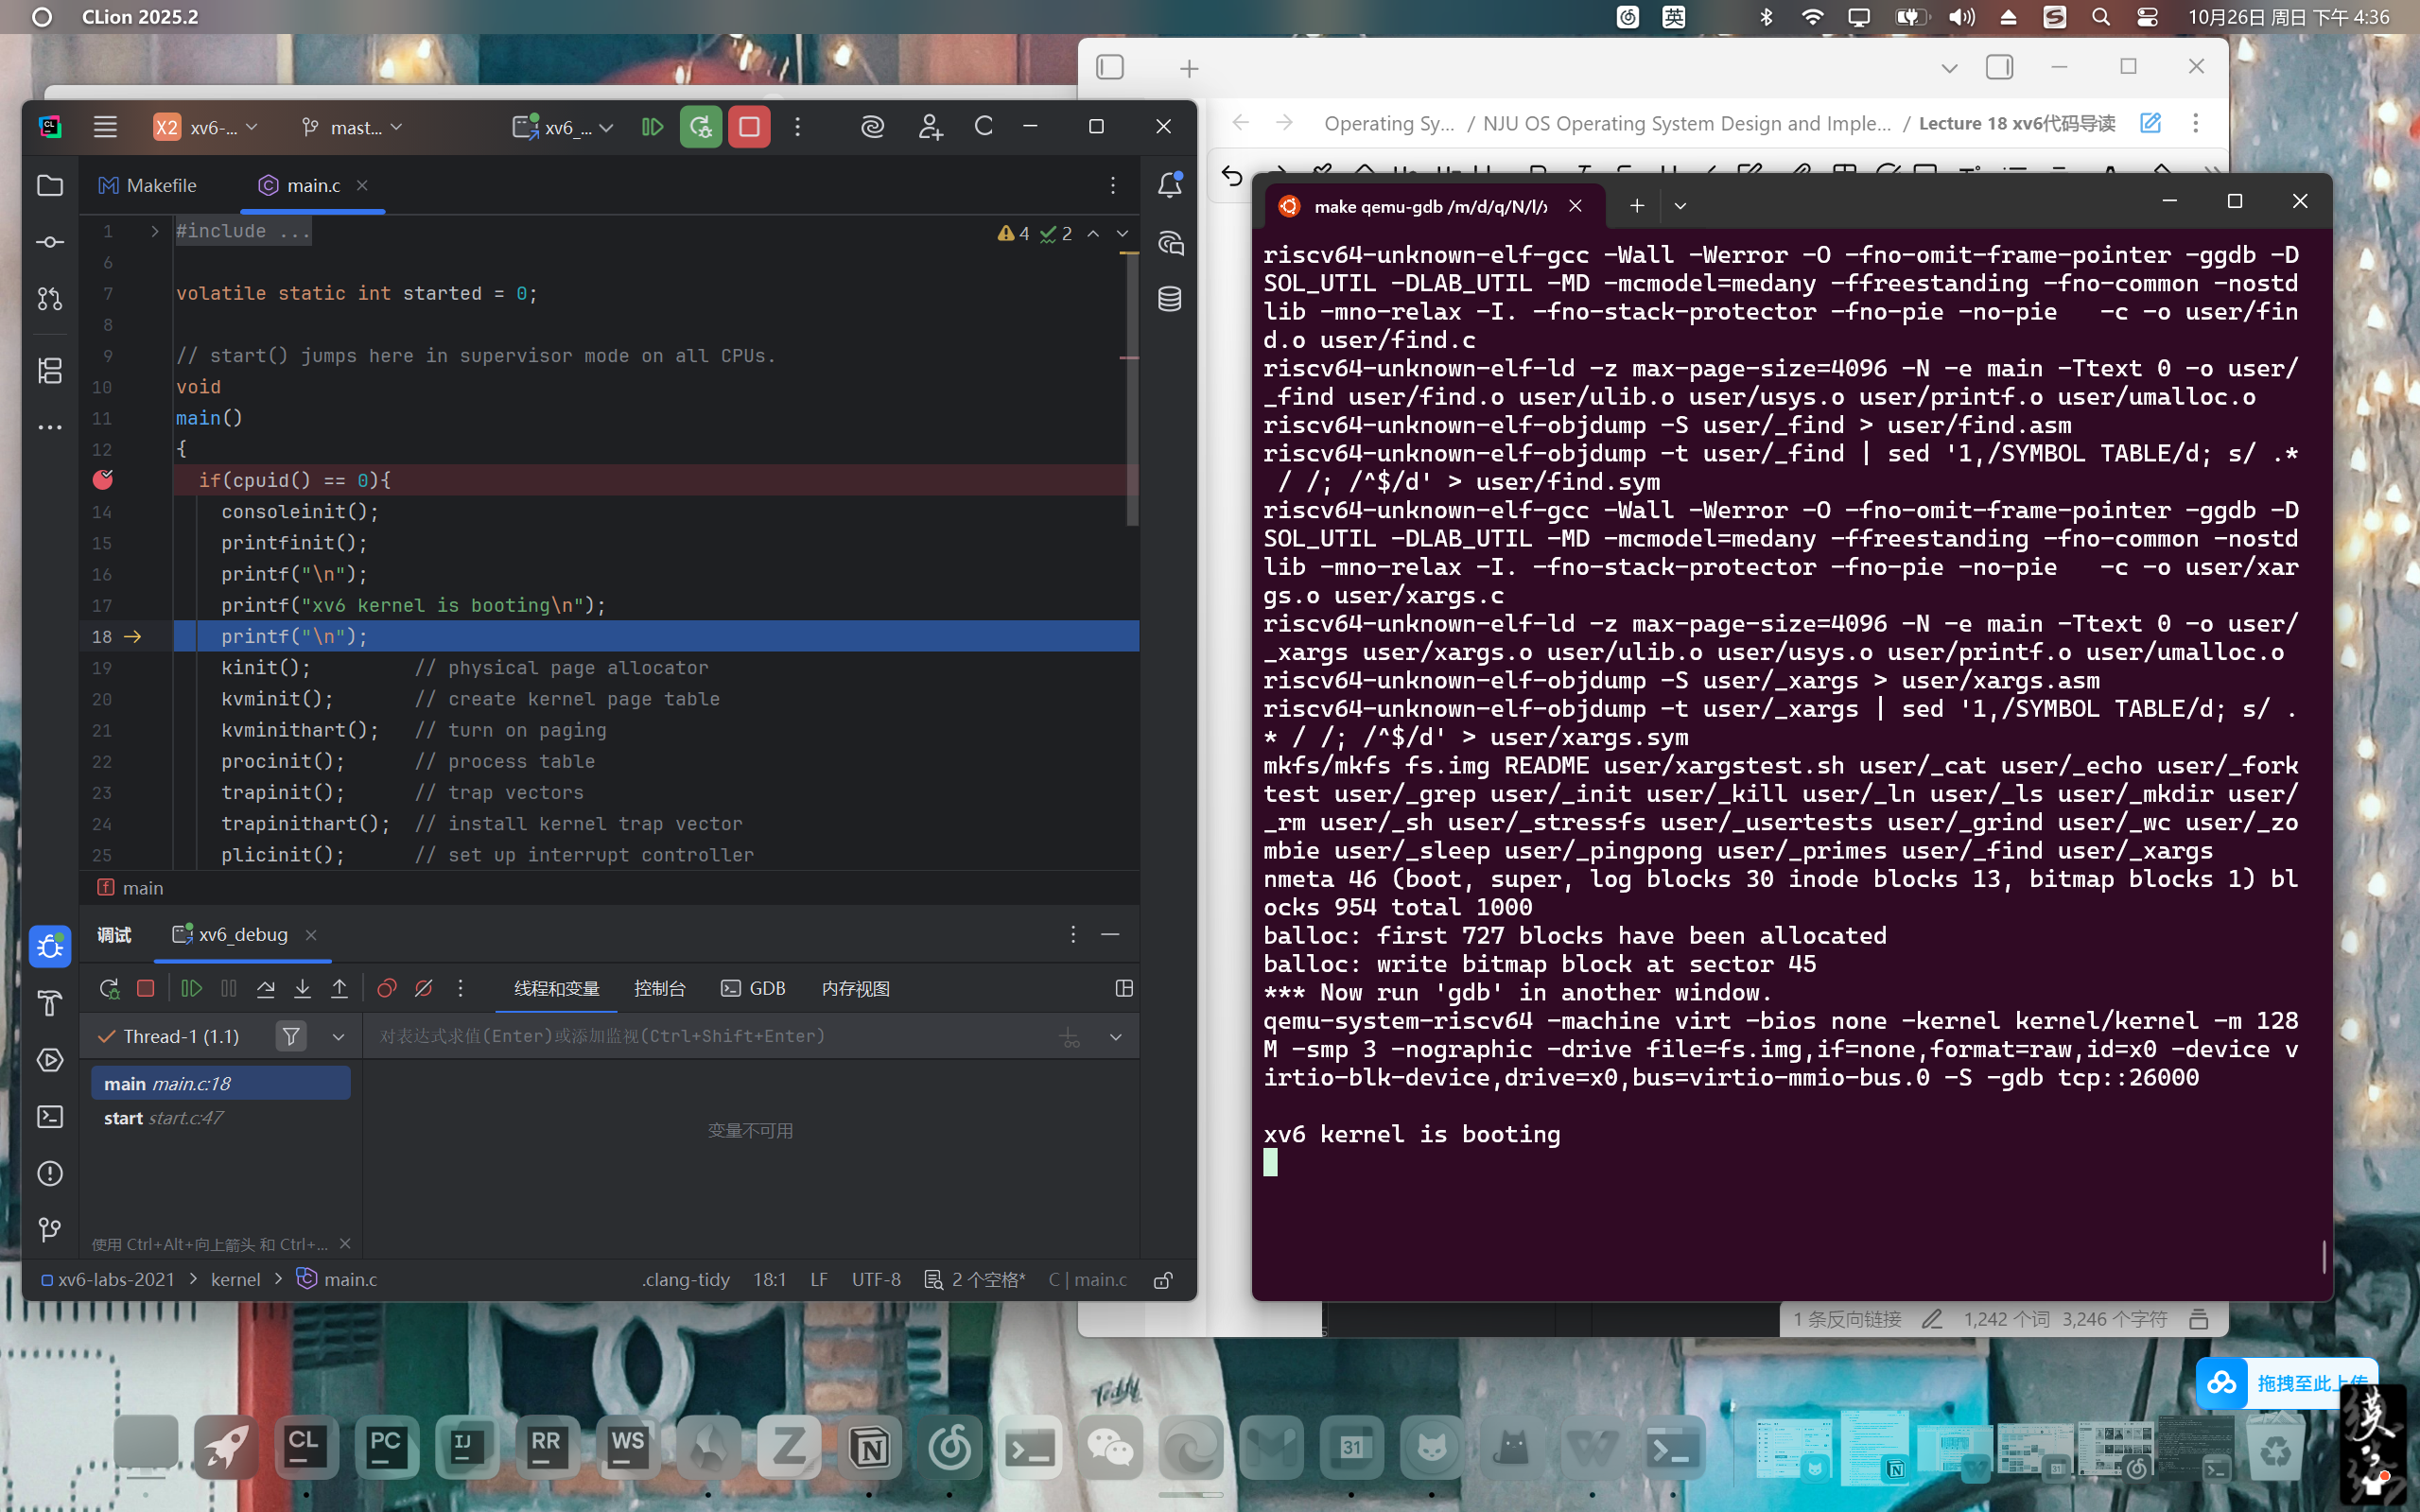 CLion 2025.2
英
10月26日 周日 下午 4:36
X2 xv6-...
mast...
xv6_...
Makefile
main.c
4 2
1 #include ...
6
7 volatile static int started = 0;
8
9 // start() jumps here in supervisor mode on all CPUs.
10 void
11 main()
12 {
if(cpuid() == 0){
14 consoleinit();
15 printfinit();
16 printf("\n");
17 printf("xv6 kernel is booting\n");
18 printf("\n");
19 kinit(); // physical page allocator
20 kvminit(); // create kernel page table
21 kvminithart(); // turn on paging
22 procinit(); // process table
23 trapinit(); // trap vectors
24 trapinithart(); // install kernel trap vector
25 plicinit(); // set up interrupt controller
main
调试
xv6_debug
线程和变量
控制台
GDB
内存视图
Thread-1 (1.1)
对表达式求值(Enter)或添加监视(Ctrl+Shift+Enter)
main main.c:18
start start.c:47
变量不可用
使用 Ctrl+Alt+向上箭头 和 Ctrl+...
xv6-labs-2021 > kernel > main.c
.clang-tidy
18:1
LF
UTF-8
2 个空格*
C | main.c
Operating Sy... / NJU OS Operating System Design and Imple... / Lecture 18 xv6代码导读
make qemu-gdb /m/d/q/N/l/x
riscv64-unknown-elf-gcc -Wall -Werror -O -fno-omit-frame-pointer -ggdb -D
SOL_UTIL -DLAB_UTIL -MD -mcmodel=medany -ffreestanding -fno-common -nostd
lib -mno-relax -I. -fno-stack-protector -fno-pie -no-pie   -c -o user/fin
d.o user/find.c
riscv64-unknown-elf-ld -z max-page-size=4096 -N -e main -Ttext 0 -o user/
_find user/find.o user/ulib.o user/usys.o user/printf.o user/umalloc.o
riscv64-unknown-elf-objdump -S user/_find > user/find.asm
riscv64-unknown-elf-objdump -t user/_find | sed '1,/SYMBOL TABLE/d; s/ .*
 / /; /^$/d' > user/find.sym
riscv64-unknown-elf-gcc -Wall -Werror -O -fno-omit-frame-pointer -ggdb -D
SOL_UTIL -DLAB_UTIL -MD -mcmodel=medany -ffreestanding -fno-common -nostd
lib -mno-relax -I. -fno-stack-protector -fno-pie -no-pie   -c -o user/xar
gs.o user/xargs.c
riscv64-unknown-elf-ld -z max-page-size=4096 -N -e main -Ttext 0 -o user/
_xargs user/xargs.o user/ulib.o user/usys.o user/printf.o user/umalloc.o
riscv64-unknown-elf-objdump -S user/_xargs > user/xargs.asm
riscv64-unknown-elf-objdump -t user/_xargs | sed '1,/SYMBOL TABLE/d; s/ .
* / /; /^$/d' > user/xargs.sym
mkfs/mkfs fs.img README user/xargstest.sh user/_cat user/_echo user/_fork
test user/_grep user/_init user/_kill user/_ln user/_ls user/_mkdir user/
_rm user/_sh user/_stressfs user/_usertests user/_grind user/_wc user/_zo
mbie user/_sleep user/_pingpong user/_primes user/_find user/_xargs
nmeta 46 (boot, super, log blocks 30 inode blocks 13, bitmap blocks 1) bl
ocks 954 total 1000
balloc: first 727 blocks have been allocated
balloc: write bitmap block at sector 45
*** Now run 'gdb' in another window.
qemu-system-riscv64 -machine virt -bios none -kernel kernel/kernel -m 128
M -smp 3 -nographic -drive file=fs.img,if=none,format=raw,id=x0 -device v
irtio-blk-device,drive=x0,bus=virtio-mmio-bus.0 -S -gdb tcp::26000
xv6 kernel is booting
1 条反向链接
1,242 个词 3,246 个字符
拖拽至此上传
Teddy
CL
PC
IJ
RR
WS
Z
N
31